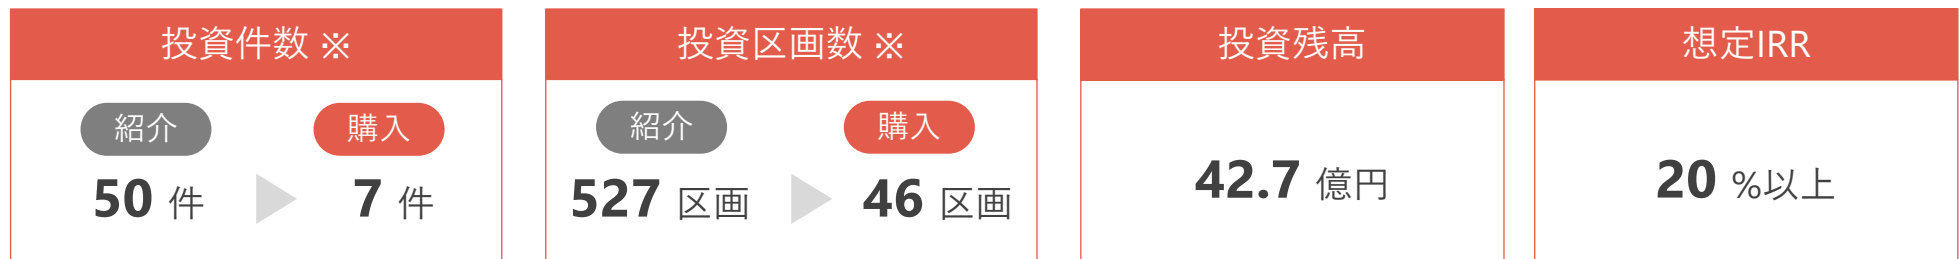 投資件数 ※
紹介
購入
50 件
7 件
投資区画数 ※
紹介
購入
527 区画
46 区画
投資残高
42.7 億円
想定IRR
20 %以上